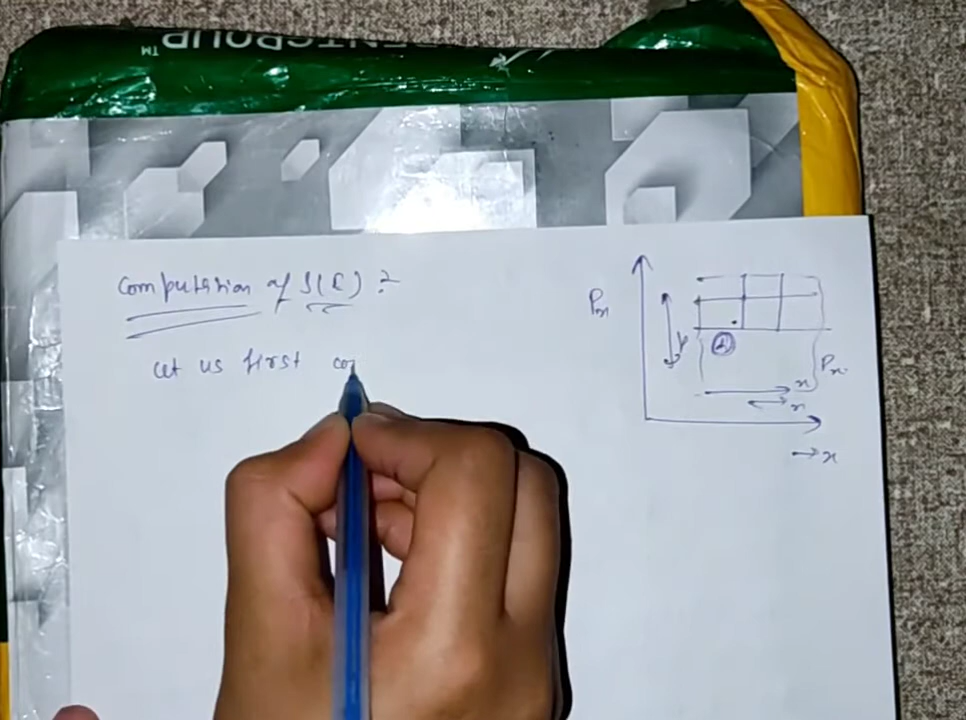 Computation of S(E) :-
Let us first co
Pₓ
x
x
Pₓ
→ x